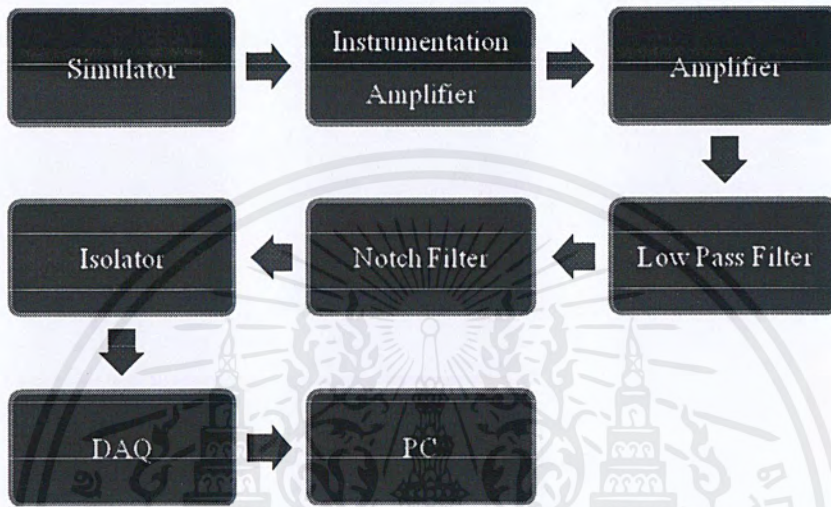 Simulator
Instrumentation
Amplifier
Amplifier
Low Pass Filter
Notch Filter
Isolator
DAQ
PC